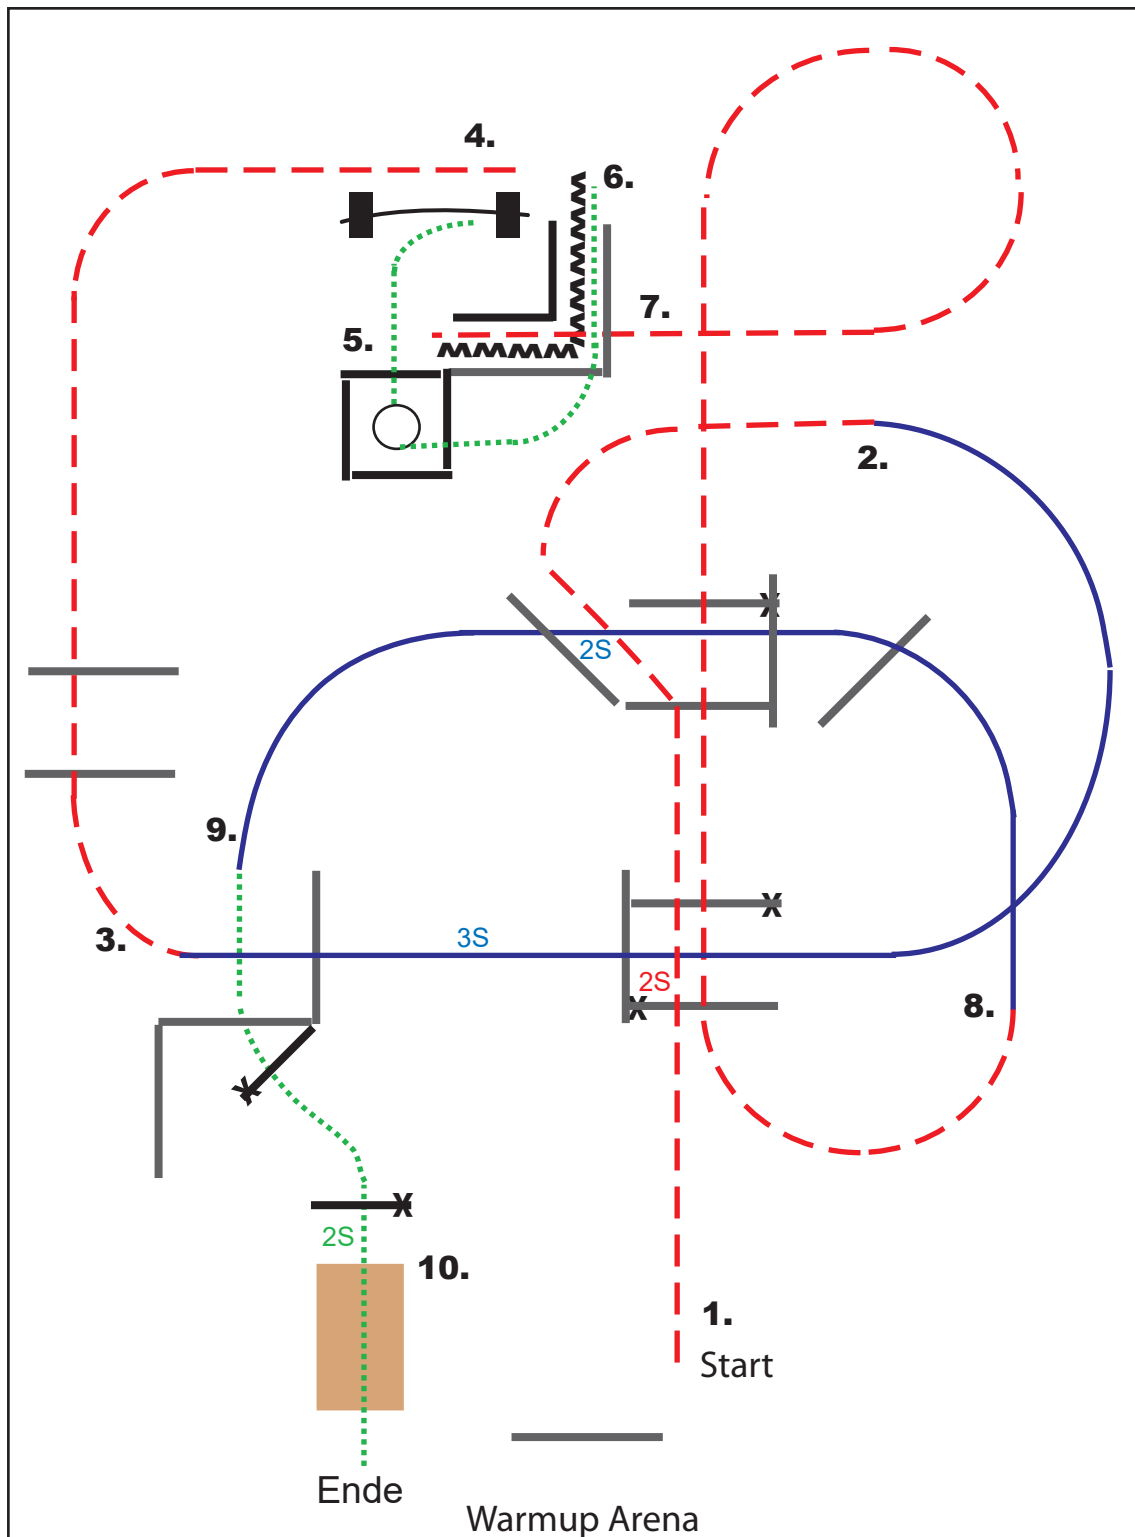 4.
6.
7.
5.
2.
2S
9.
3.
3S
2S
8.
2S
10.
1.
Start
Ende
Warmup Arena